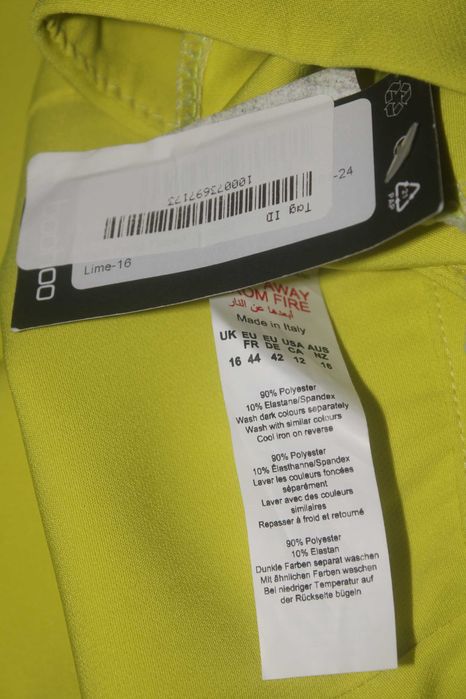 Tag ID
100073697173
-24
Lime-16
AWAY
FROM FIRE
أبعدها عن النار
Made in Italy
UK EU EU USA AUS
FR DE CA NZ
16 44 42 12 16
90% Polyester
10% Elastane/Spandex
Wash dark colours separately
Wash with similar colours
Cool iron on reverse
90% Polyester
10% Élasthanne/Spandex
Laver les couleurs foncées
séparément
Laver avec des couleurs
similaires
Repasser à froid et retourné
90% Polyester
10% Elastan
Dunkle Farben separat waschen
Mit ähnlichen Farben waschen
Bei niedriger Temperatur auf
der Rückseite bügeln